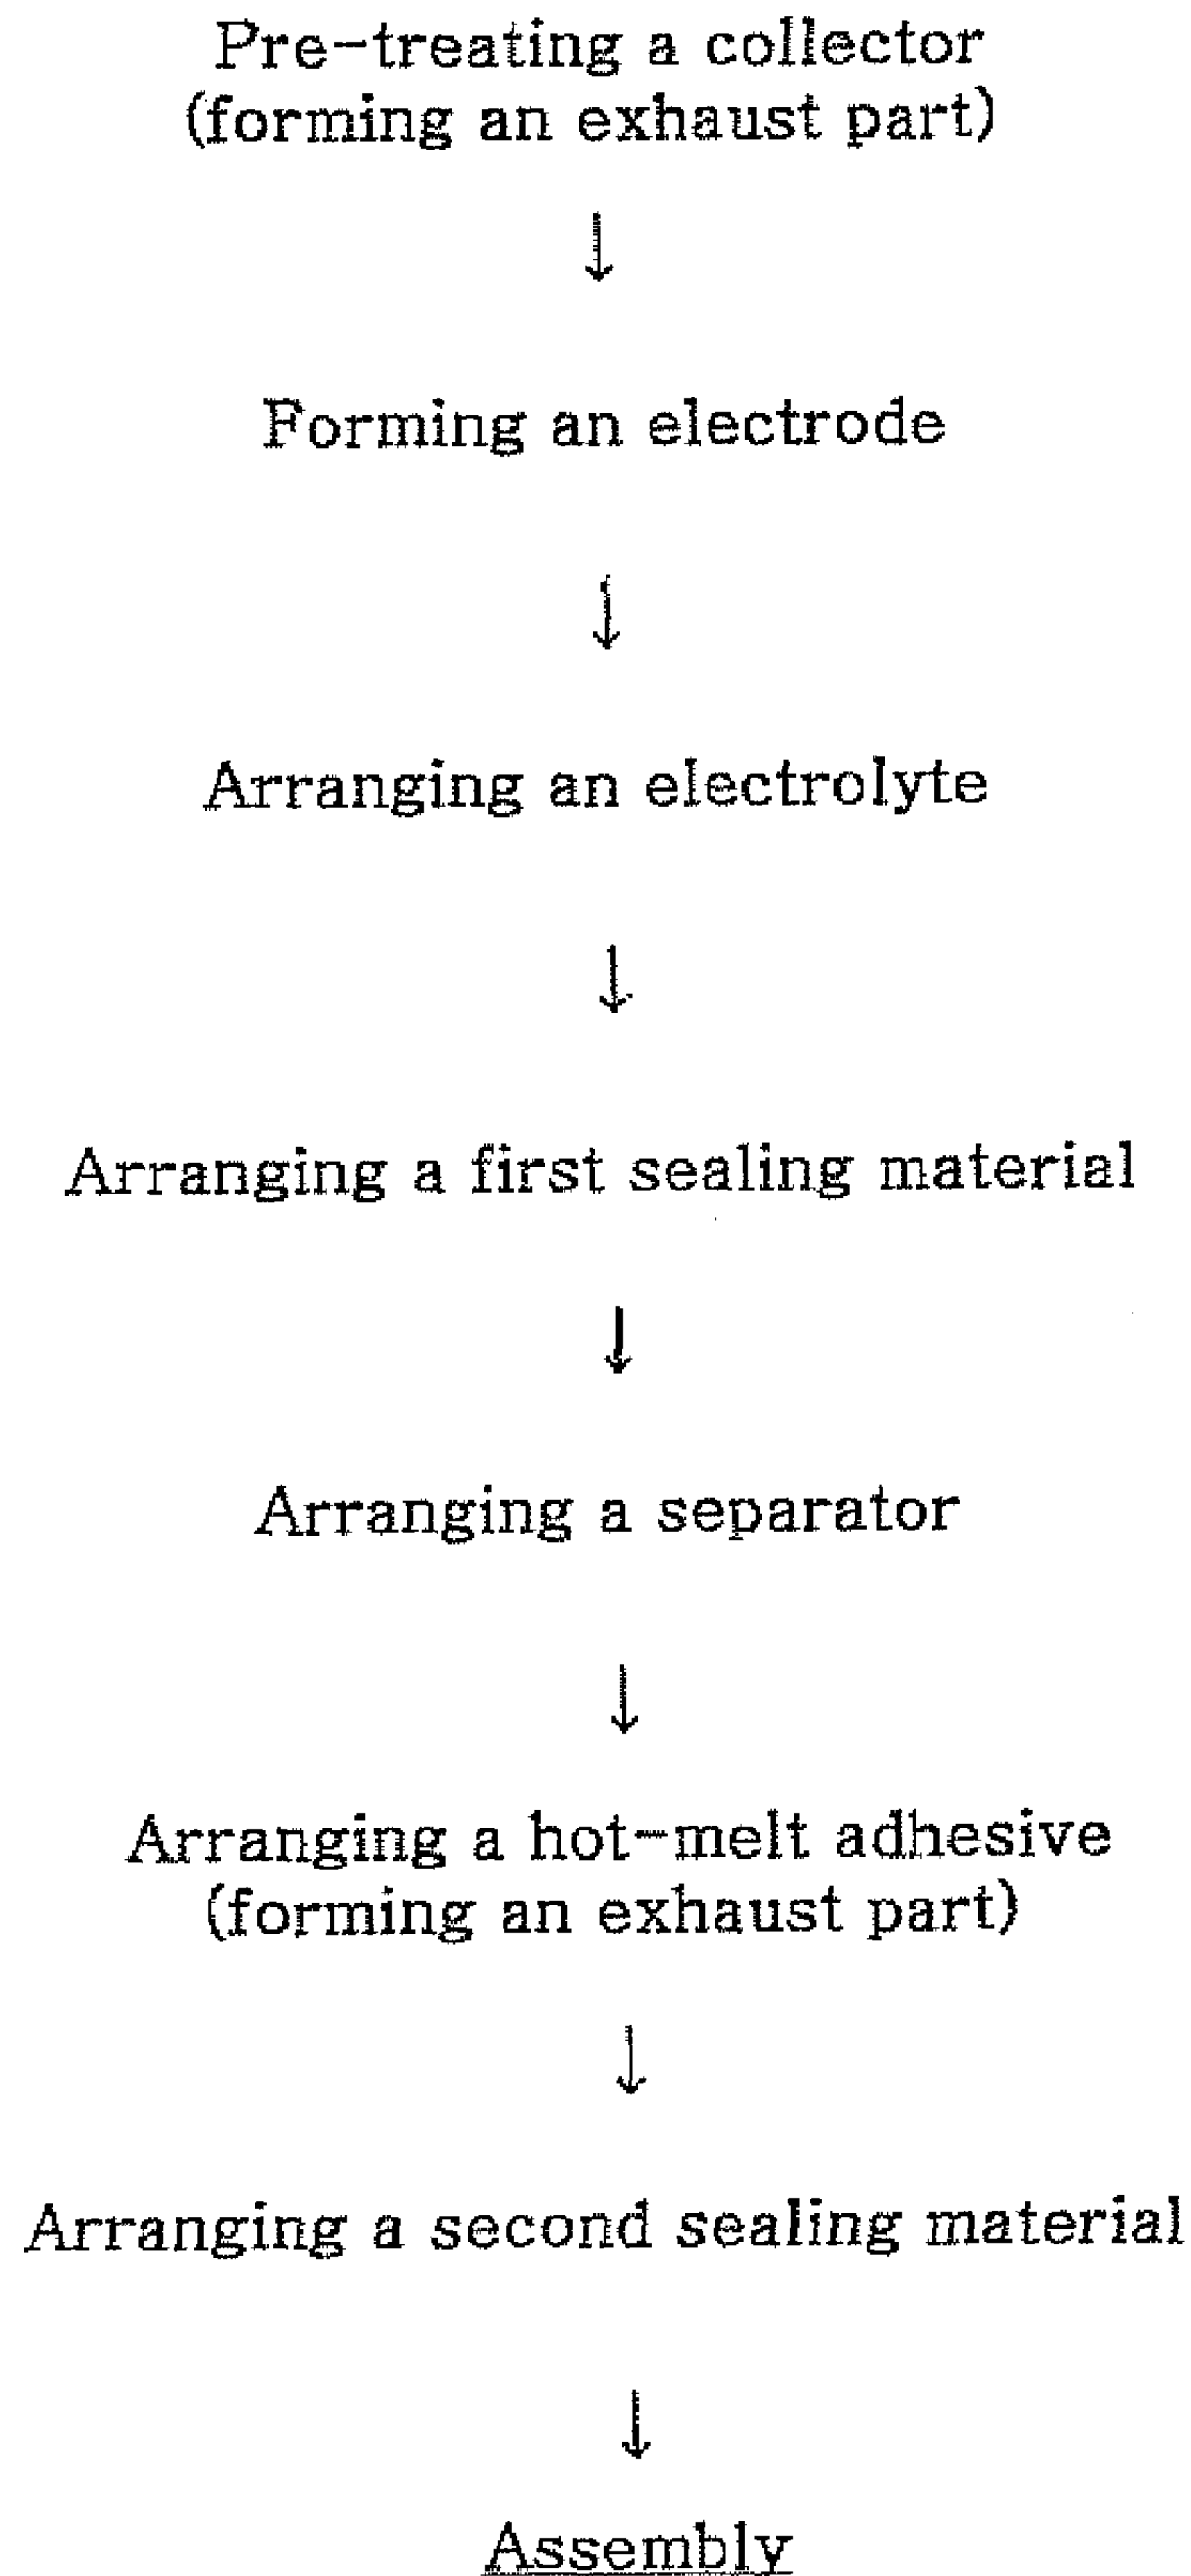 Pre-treating a collector
(forming an exhaust part)
↓
Forming an electrode
↓
Arranging an electrolyte
↓
Arranging a first sealing material
↓
Arranging a separator
↓
Arranging a hot-melt adhesive
(forming an exhaust part)
↓
Arranging a second sealing material
↓
Assembly